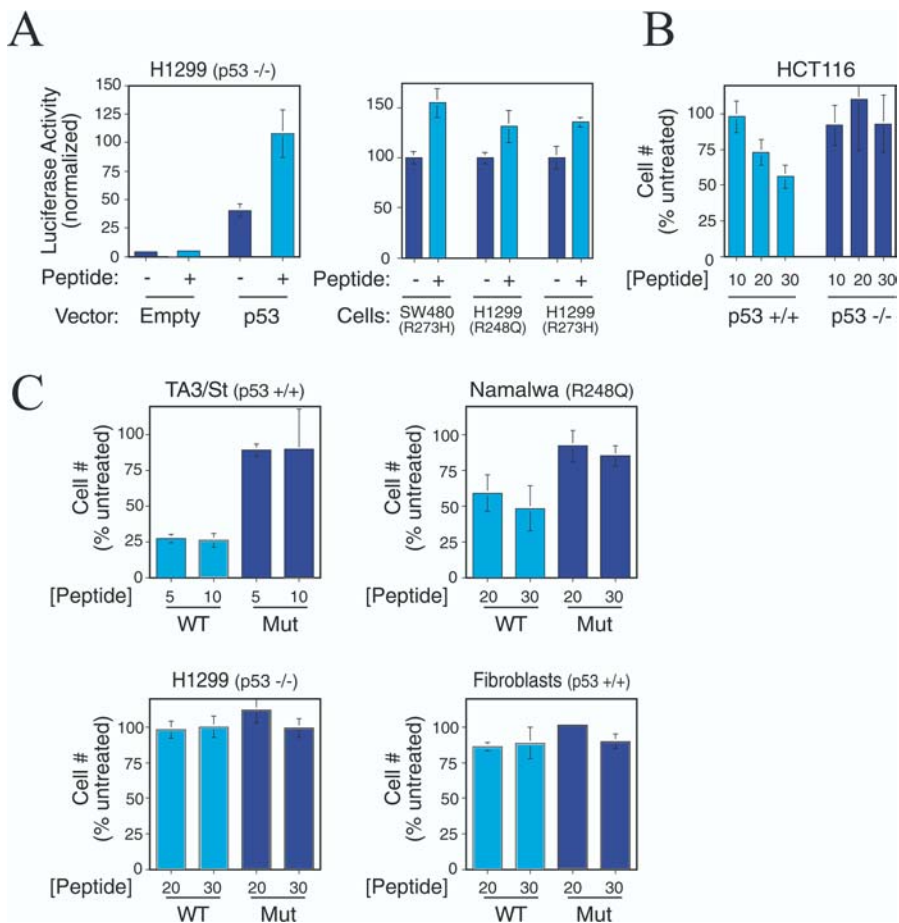 A
H1299 (p53 -/-)
Luciferase Activity
(normalized)
150
125
100
75
50
25
0
Peptide: - + - +
Vector: Empty p53
150
100
50
0
Peptide: - + - + - +
Cells: SW480 H1299 H1299
(R273H) (R248Q) (R273H)
B
HCT116
Cell #
(% untreated)
100
75
50
25
0
[Peptide] 10 20 30 10 20 300
p53 +/+ p53 -/-
C
TA3/St (p53 +/+)
Cell #
(% untreated)
100
75
50
25
0
[Peptide] 5 10 5 10
WT Mut
Namalwa (R248Q)
Cell #
(% untreated)
100
75
50
25
0
[Peptide] 20 30 20 30
WT Mut
H1299 (p53 -/-)
Cell #
(% untreated)
100
75
50
25
0
[Peptide] 20 30 20 30
WT Mut
Fibroblasts (p53 +/+)
Cell #
(% untreated)
100
75
50
25
0
[Peptide] 20 30 20 30
WT Mut